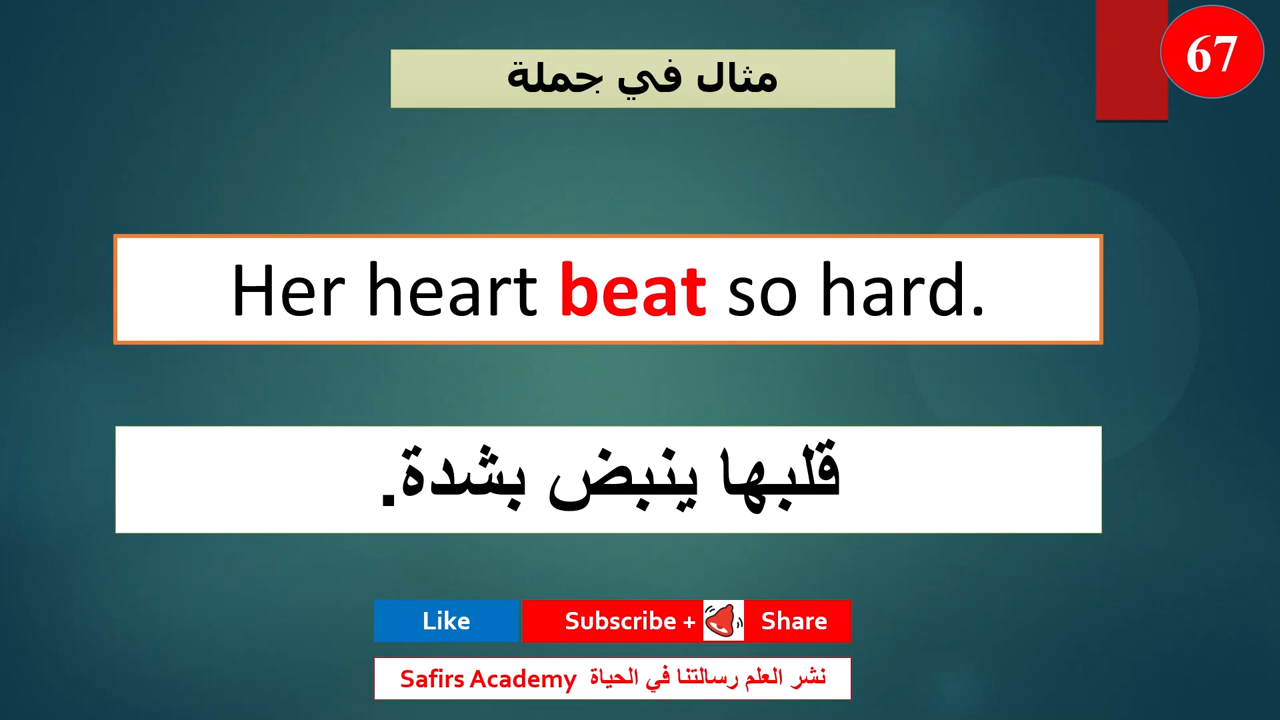 67
مثال في جملة
Her heart beat so hard.
قلبها ينبض بشدة.
Like Subscribe + Share
Safirs Academy نشر العلم رسالتنا في الحياة